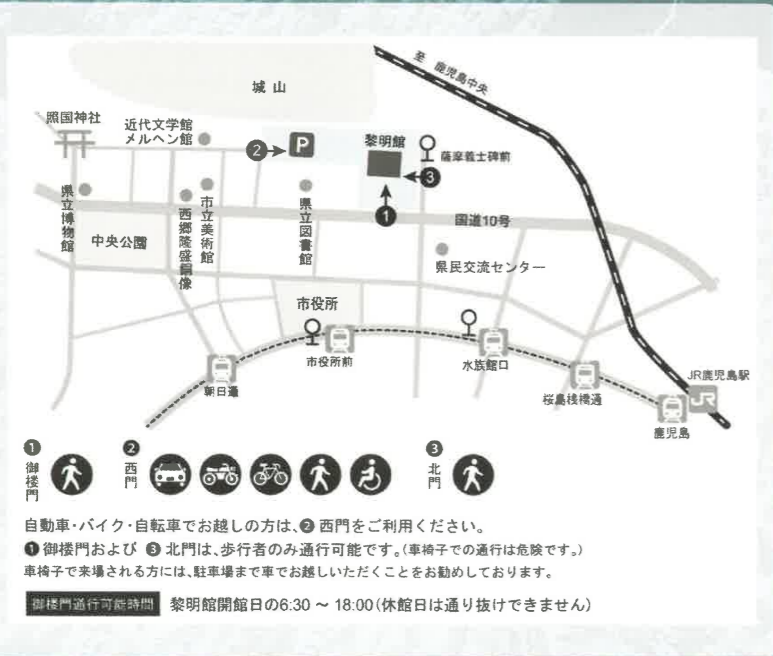 至 鹿児島中央
城山
照国神社
近代文学館
メルヘン館
❷
P
黎明館
薩摩義士碑前
❸
❶
県立博物館
西郷隆盛銅像
市立美術館
県立図書館
国道10号
中央公園
県民交流センター
市役所
市役所前
水族館口
朝日通
桜島桟橋通
JR鹿児島駅
JR
鹿児島
❶ 御楼門
❷ 西門
❸ 北門
自動車・バイク・自転車でお越しの方は、❷ 西門をご利用ください。
❶ 御楼門および ❸ 北門は、歩行者のみ通行可能です。(車椅子での通行は危険です。)
車椅子で来場される方には、駐車場まで車でお越しいただくことをお勧めしております。
御楼門通行可能時間 黎明館開館日の6:30 ~ 18:00(休館日は通り抜けできません)